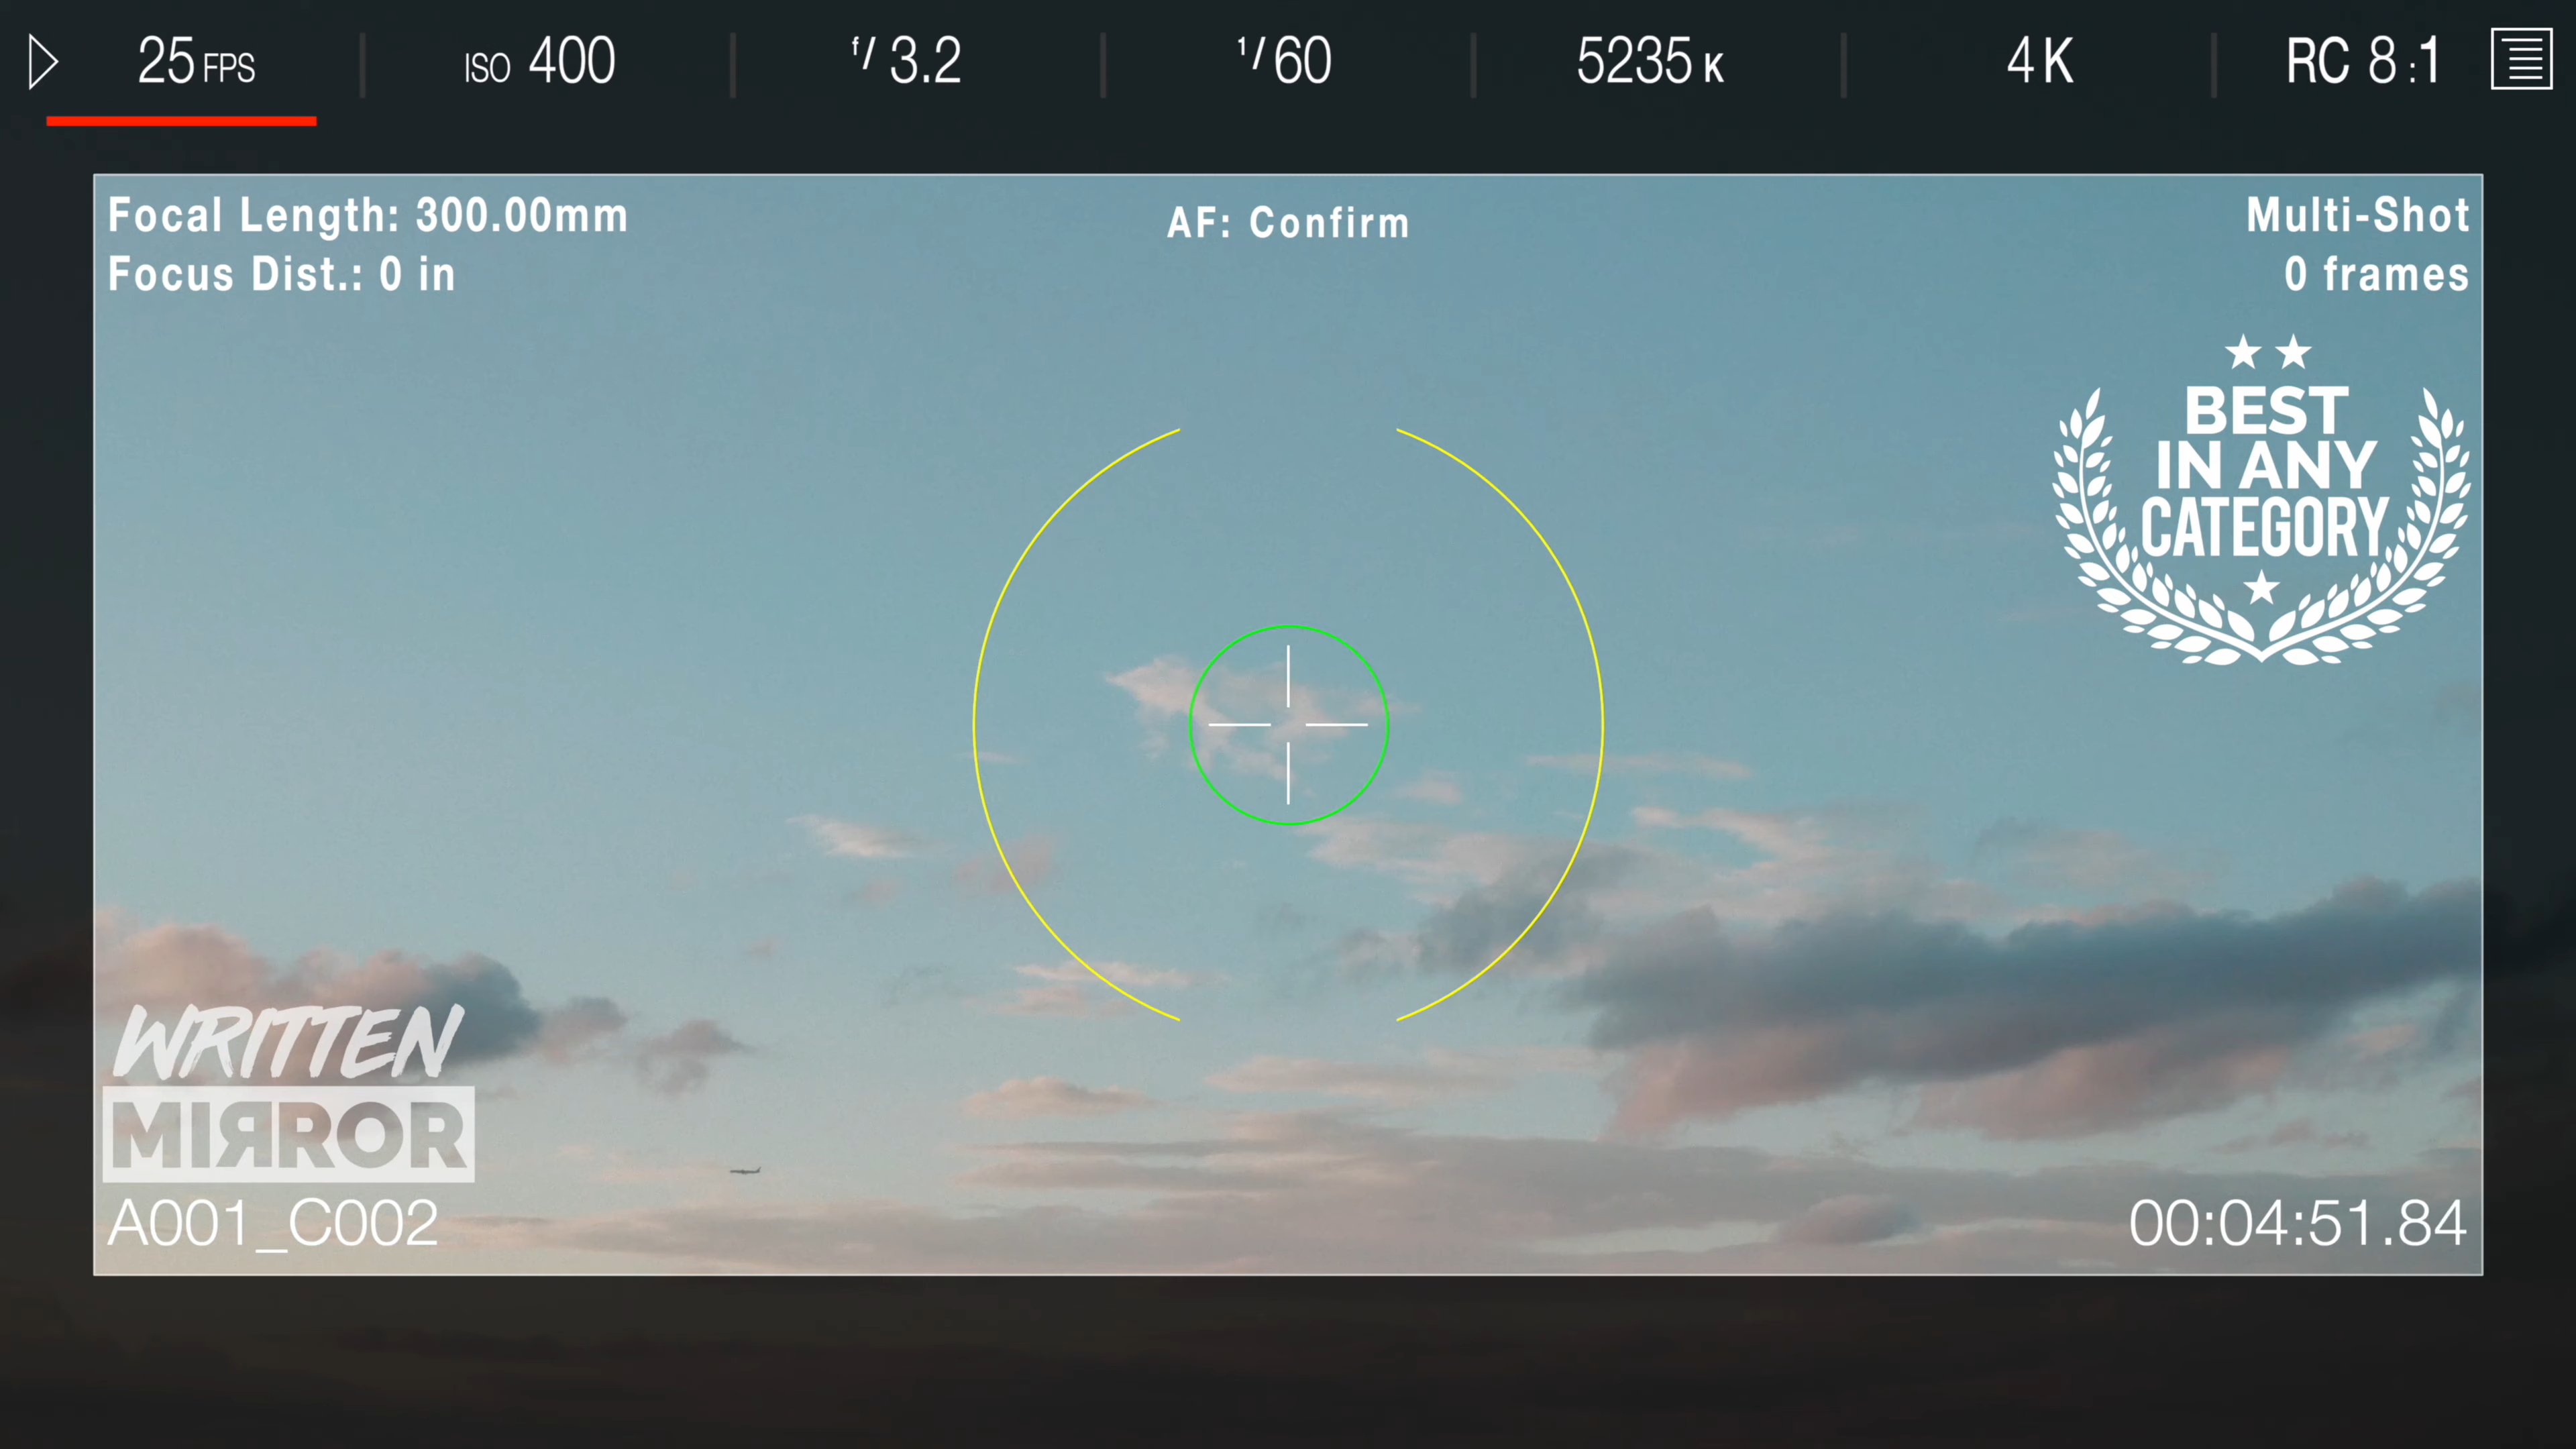 25 FPS
ISO 400
f/ 3.2
1/60
5235 K
4K
RC 8:1
Focal Length: 300.00mm
Focus Dist.: 0 in
AF: Confirm
Multi-Shot
0 frames
BEST
IN ANY
CATEGORY
WRITTEN
MIRROR
A001_C002
00:04:51.84